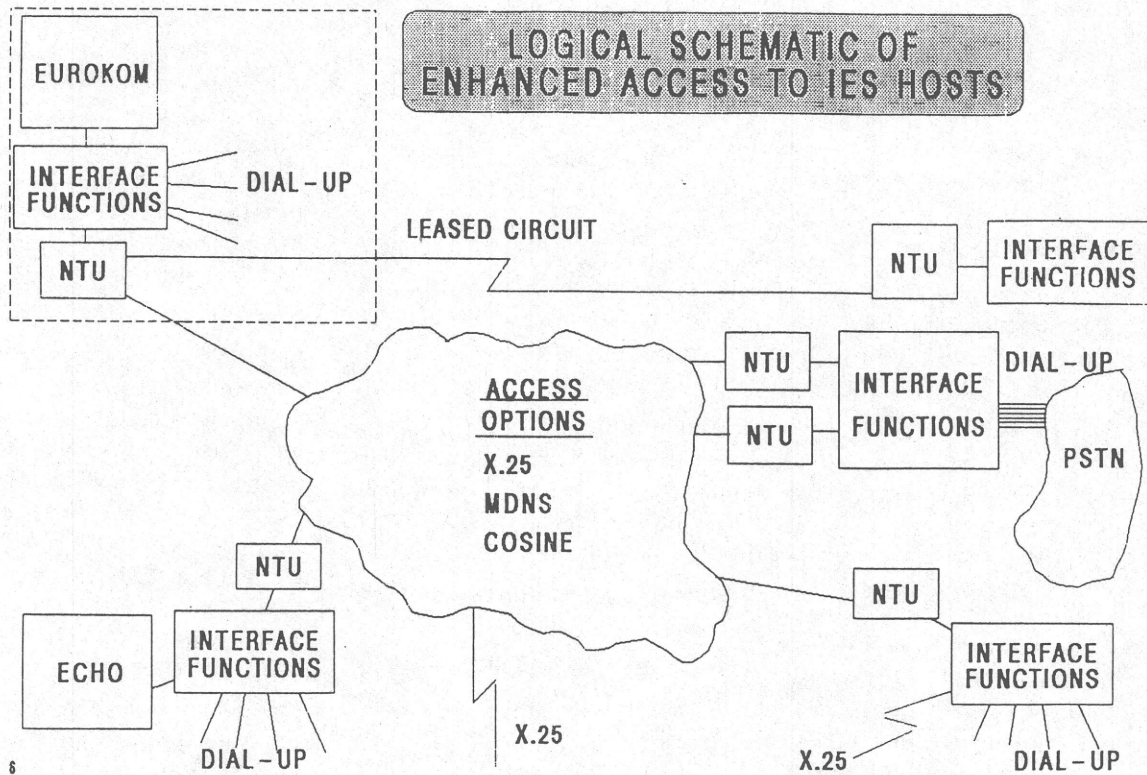 LOGICAL SCHEMATIC OF
ENHANCED ACCESS TO IES HOSTS
EUROKOM
INTERFACE
FUNCTIONS
DIAL-UP
NTU
LEASED CIRCUIT
NTU
INTERFACE
FUNCTIONS
ACCESS
OPTIONS
X.25
MDNS
COSINE
NTU
NTU
INTERFACE
FUNCTIONS
DIAL-UP
PSTN
NTU
ECHO
INTERFACE
FUNCTIONS
DIAL-UP
X.25
NTU
INTERFACE
FUNCTIONS
X.25
DIAL-UP
6